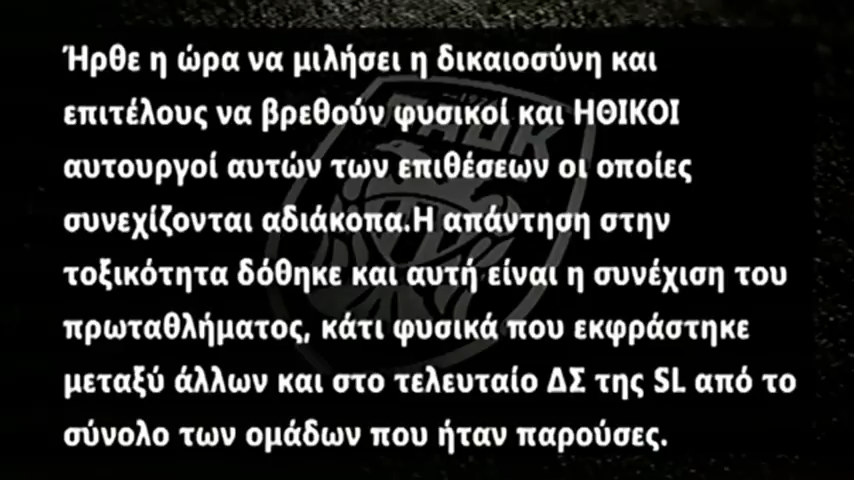 Ήρθε η ώρα να μιλήσει η δικαιοσύνη και
επιτέλους να βρεθούν φυσικοί και ΗΘΙΚΟΙ
αυτουργοί αυτών των επιθέσεων οι οποίες
συνεχίζονται αδιάκοπα.Η απάντηση στην
τοξικότητα δόθηκε και αυτή είναι η συνέχιση του
πρωταθλήματος, κάτι φυσικά που εκφράστηκε
μεταξύ άλλων και στο τελευταίο ΔΣ της SL από το
σύνολο των ομάδων που ήταν παρούσες.
ΠΑΟΚ